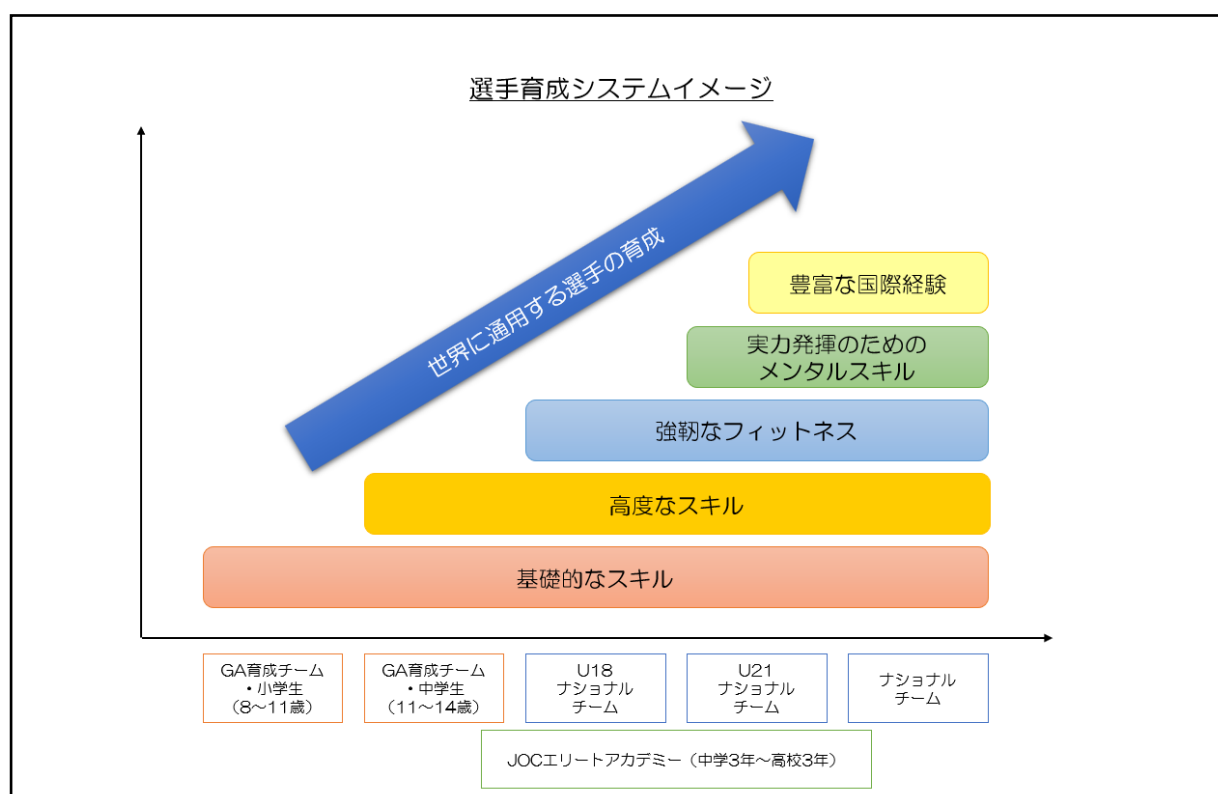 選手育成システムイメージ
世界に通用する選手の育成
豊富な国際経験
実力発揮のための
メンタルスキル
強靭なフィットネス
高度なスキル
基礎的なスキル
GA育成チーム
・小学生
(8~11歳)
GA育成チーム
・中学生
(11~14歳)
U18
ナショナル
チーム
U21
ナショナル
チーム
ナショナル
チーム
JOCエリートアカデミー(中学3年~高校3年)